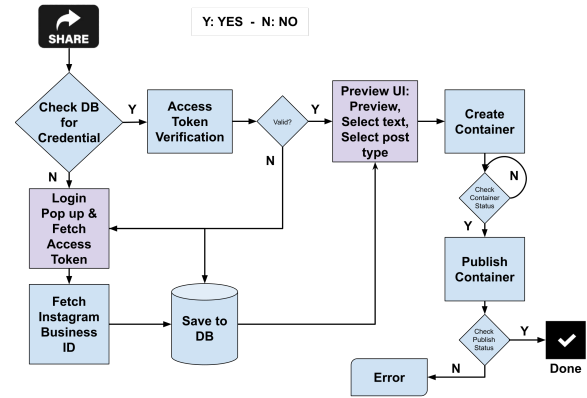 SHARE
Y: YES - N: NO
Check DB
for
Credential
Y
Access
Token
Verification
Valid?
Y
Preview UI:
Preview,
Select text,
Select post
type
Create
Container
N
N
N
Check
Container
Status
Y
Login
Pop up &
Fetch
Access
Token
Publish
Container
Fetch
Instagram
Business
ID
Save to
DB
Check
Publish
Status
Y
N
Done
Error